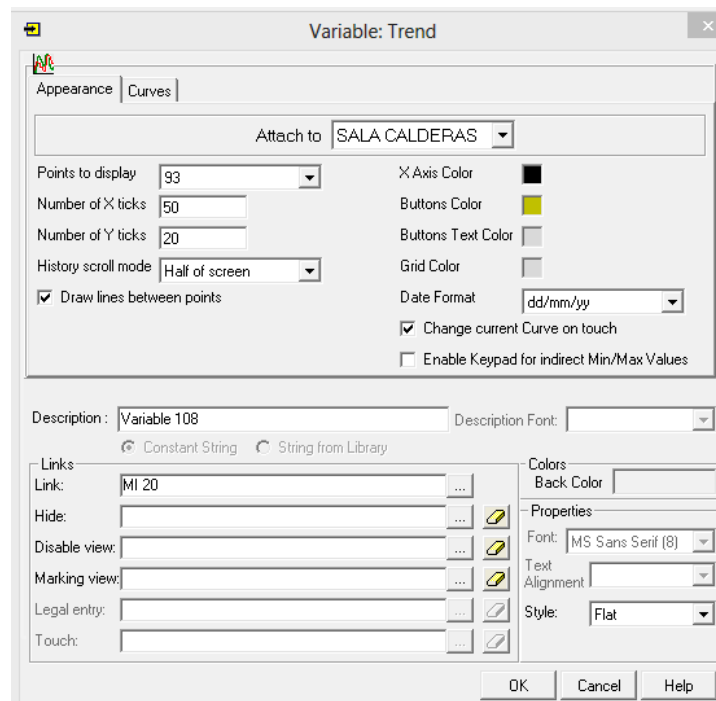 Variable: Trend
Appearance
Curves
Attach to SALA CALDERAS
Points to display 93
X Axis Color
Number of X ticks 50
Buttons Color
Number of Y ticks 20
Buttons Text Color
History scroll mode Half of screen
Grid Color
Draw lines between points
Date Format dd/mm/yy
Change current Curve on touch
Enable Keypad for indirect Min/Max Values
Description : Variable 108
Description Font:
Constant String String from Library
Links
Link: MI 20 ...
Hide: ...
Disable view: ...
Marking view: ...
Legal entry: ...
Touch: ...
Colors
Back Color
Properties
Font: MS Sans Serif (8)
Text
Alignment
Style: Flat
OK Cancel Help